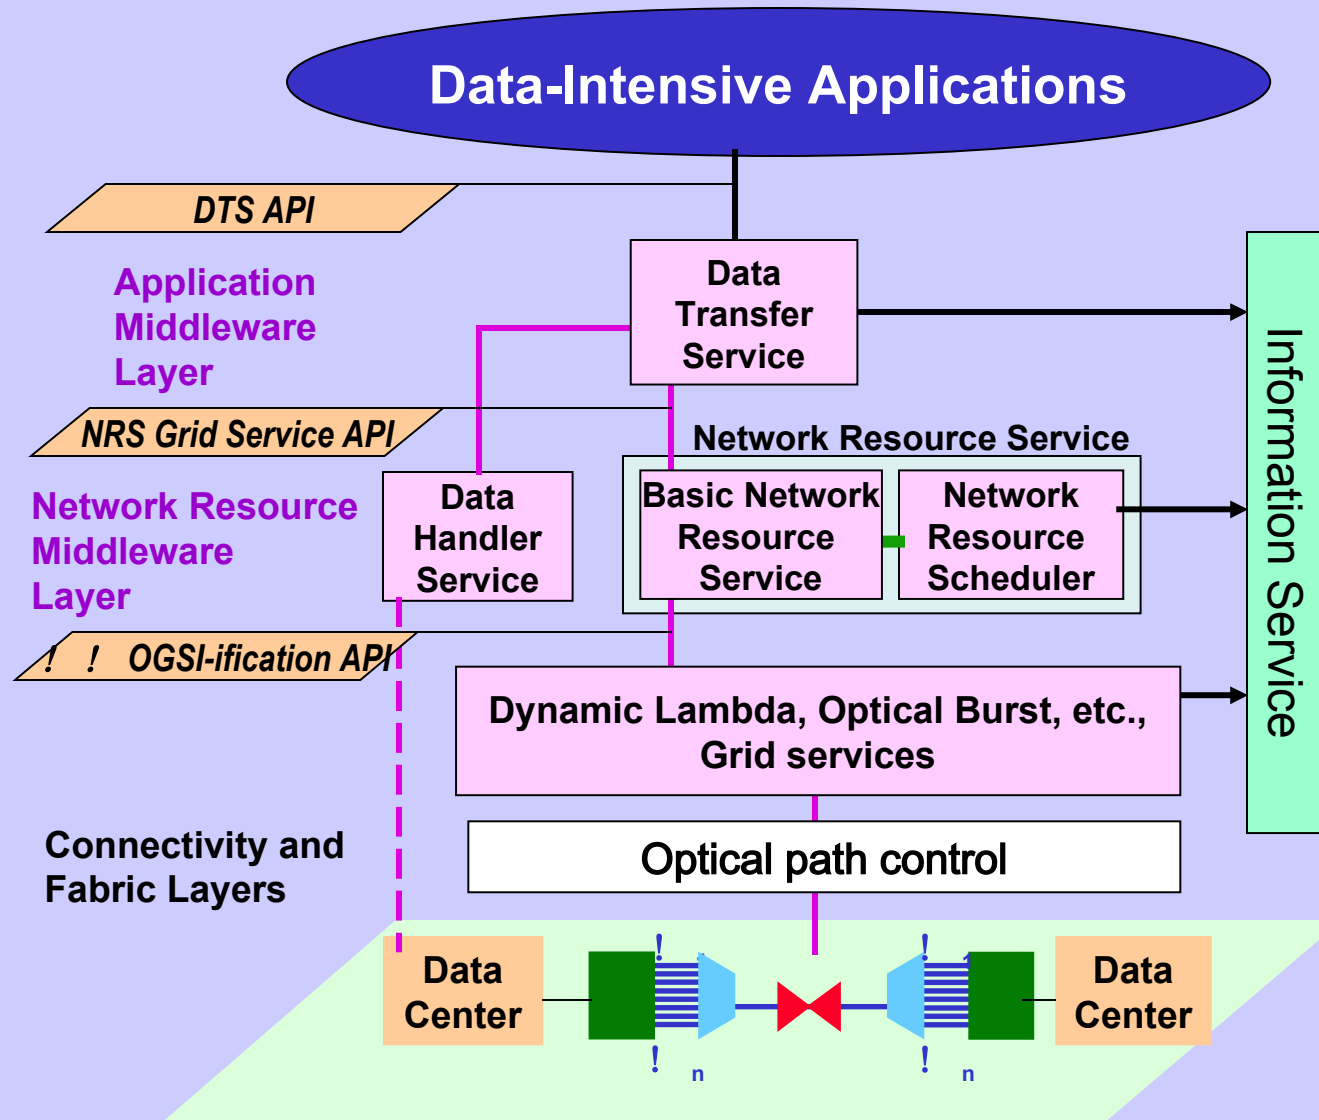 Data-Intensive Applications
DTS API
Data
Transfer
Service
Application
Middleware
Layer
Information Service
NRS Grid Service API
Network Resource Service
Data
Handler
Service
Basic Network
Resource
Service
Network
Resource
Scheduler
Network Resource
Middleware
Layer
! ! OGSI-ification API
Dynamic Lambda, Optical Burst, etc.,
Grid services
Optical path control
Connectivity and
Fabric Layers
Data
Center
!
! 1
Data
Center
! n
! n